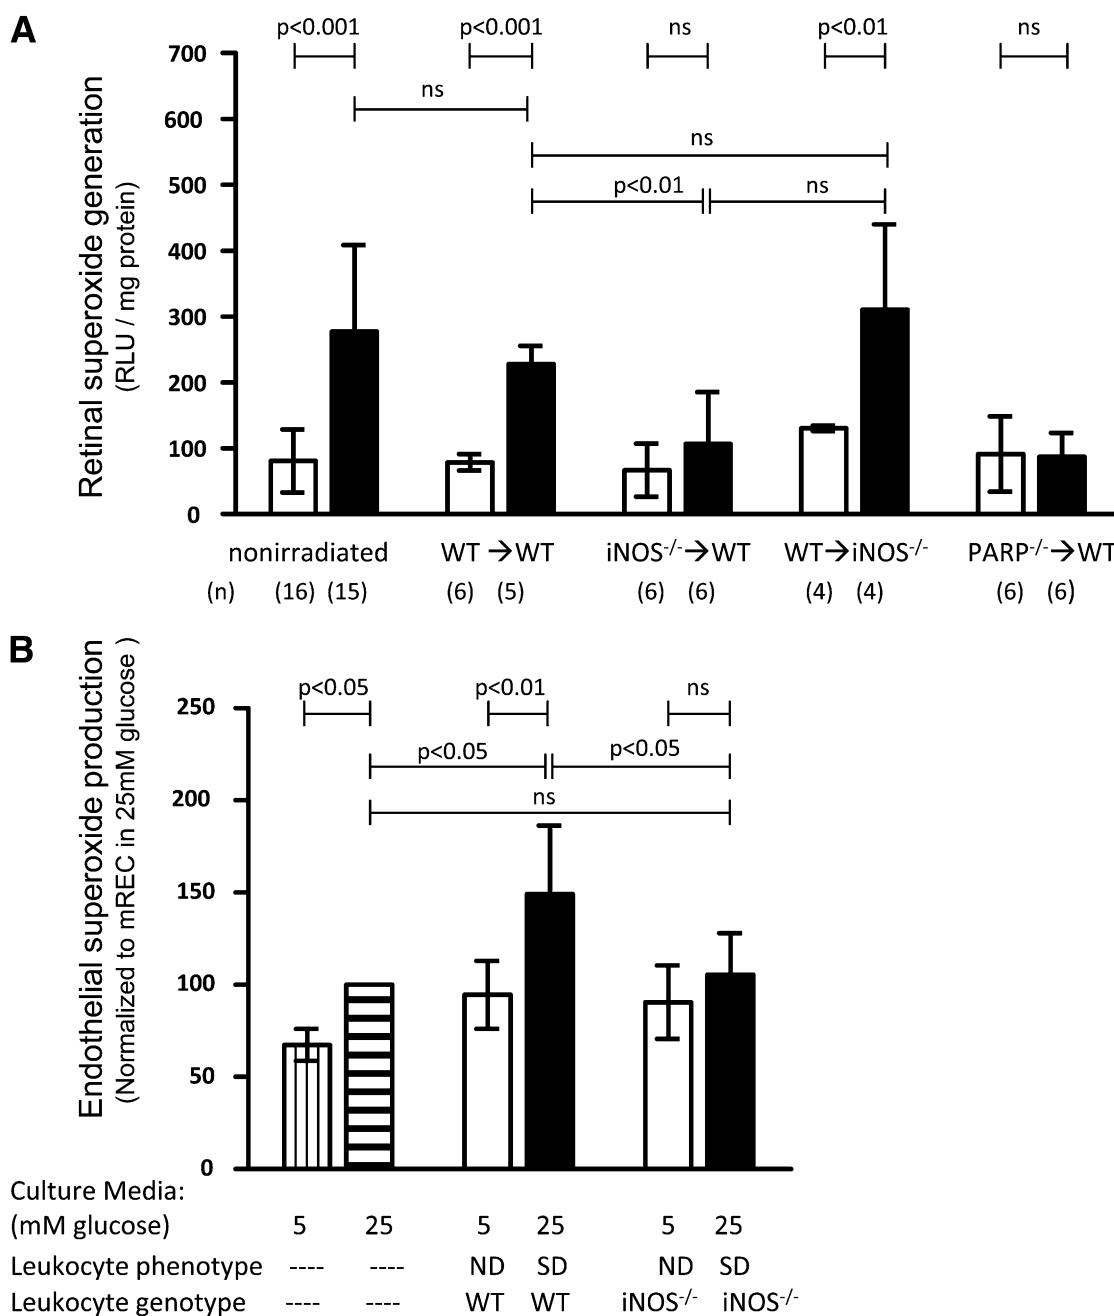 A
p<0.001 p<0.001 ns p<0.01 ns
700
ns
600
ns
500
p<0.01 ns
400
300
200
100
0
Retinal superoxide generation
(RLU / mg protein)
nonirradiated WT →WT iNOS-/-→WT WT→iNOS-/- PARP-/-→WT
(n) (16) (15) (6) (5) (6) (6) (4) (4) (6) (6)
B
p<0.05 p<0.01 ns
250
p<0.05 p<0.05
200
ns
150
100
50
0
Endothelial superoxide production
(Normalized to mREC in 25mM glucose )
Culture Media:
(mM glucose) 5 25 5 25 5 25
Leukocyte phenotype ---- ---- ND SD ND SD
Leukocyte genotype ---- ---- WT WT iNOS-/- iNOS-/-